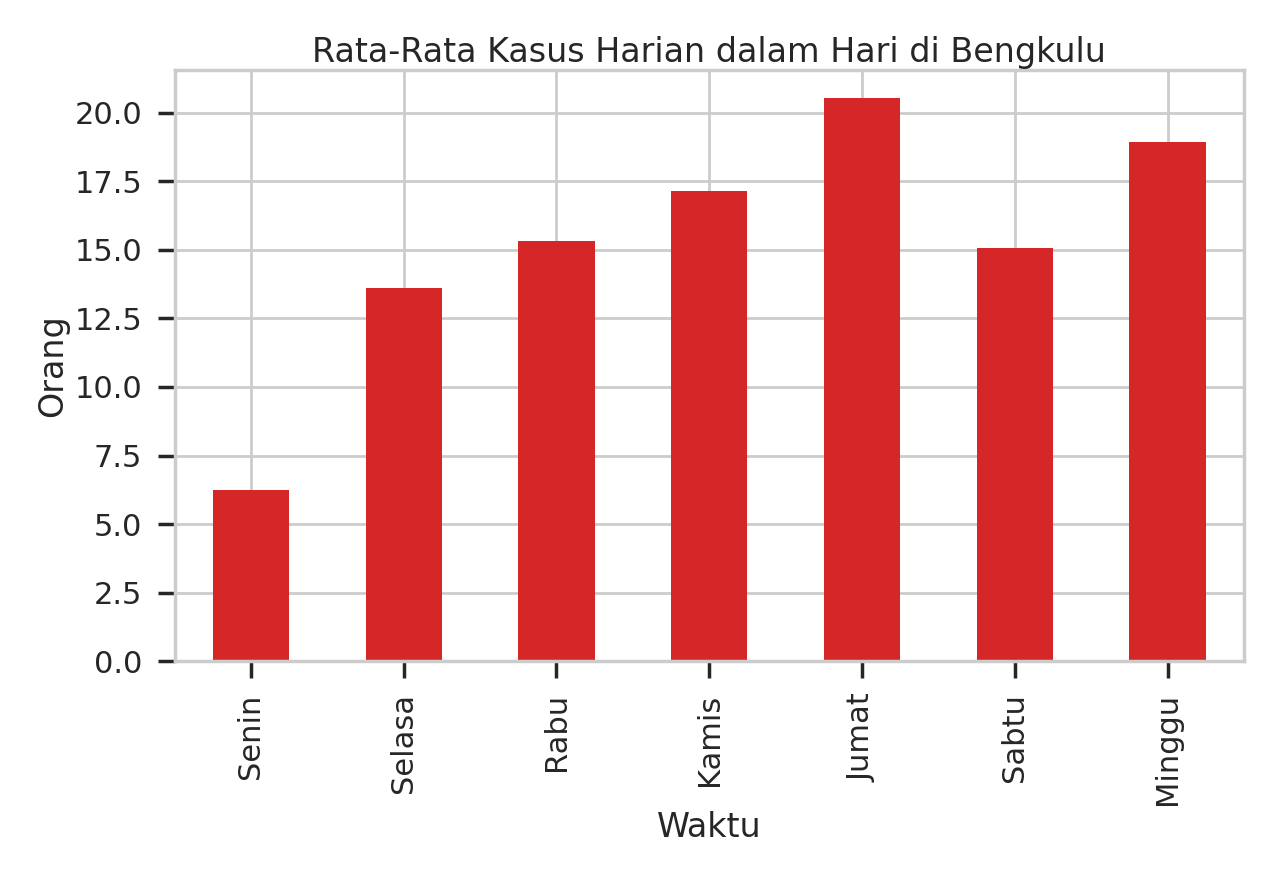 Rata-Rata Kasus Harian dalam Hari di Bengkulu
Orang
20.0
17.5
15.0
12.5
10.0
7.5
5.0
2.5
0.0
Senin
Selasa
Rabu
Kamis
Jumat
Sabtu
Minggu
Waktu